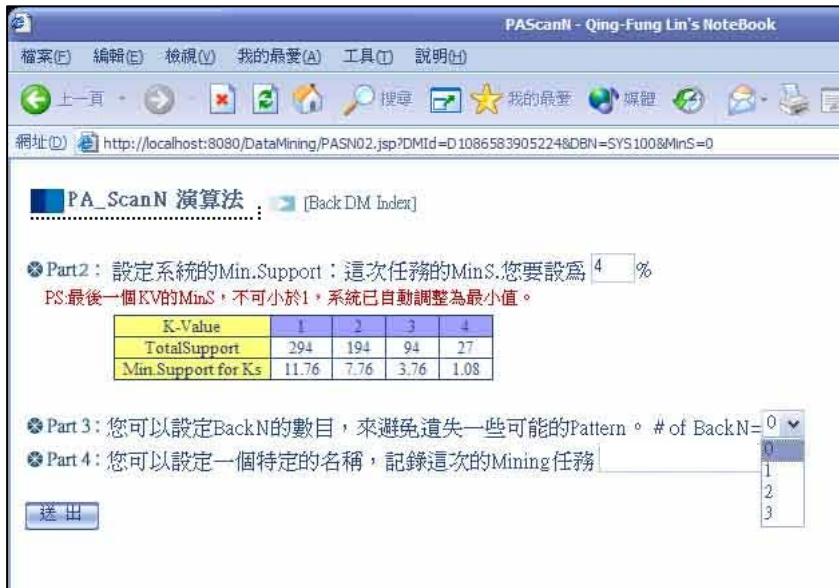 PAScanN - Qing-Fung Lin's NoteBook
檔案(F) 編輯(E) 檢視(V) 我的最愛(A) 工具(T) 說明(H)
上一頁 搜尋 我的最愛 媒體
網址(D) http://localhost:8080/DataMining/PASN02.jsp?DMId=D1086583905224&DBN=SYS100&MinS=0
PA_ScanN 演算法 : [Back DM Index]
Part2：設定系統的Min.Support：這次任務的MinS.您要設為 4 %
PS:最後一個KV的MinS，不可小於1，系統已自動調整為最小值。
K-Value 1 2 3 4
TotalSupport 294 194 94 27
Min.Support for Ks 11.76 7.76 3.76 1.08
Part 3：您可以設定BackN的數目，來避免遺失一些可能的Pattern。 # of BackN= 0
0
1
2
3
Part 4：您可以設定一個特定的名稱，記錄這次的Mining任務
送出